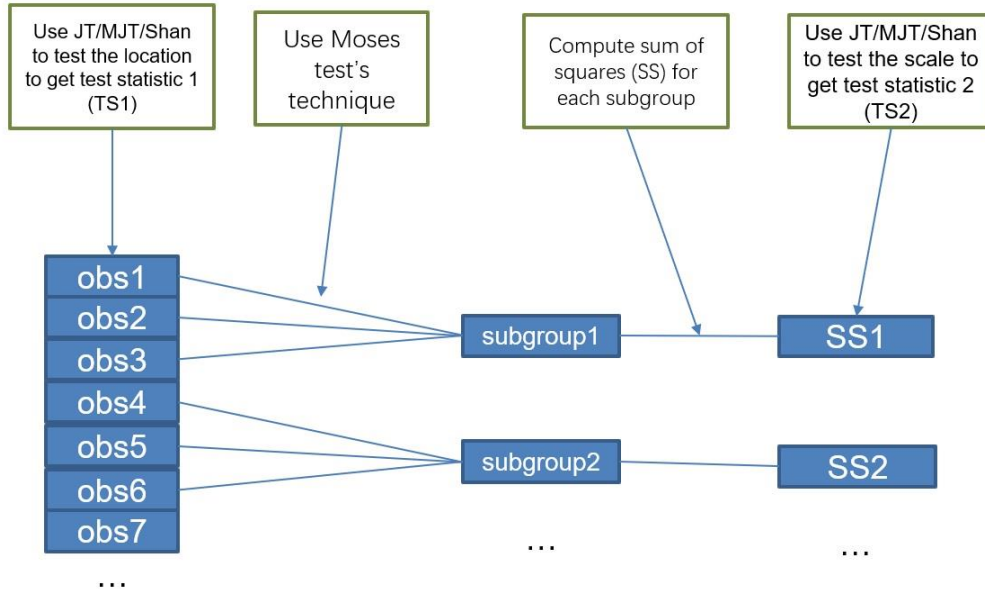 Use JT/MJT/Shan
to test the location
to get test statistic 1
(TS1)
Use Moses
test's
technique
Compute sum of
squares (SS) for
each subgroup
Use JT/MJT/Shan
to test the scale to
get test statistic 2
(TS2)
obs1
obs2
obs3
obs4
obs5
obs6
obs7
...
subgroup1
subgroup2
...
SS1
SS2
...